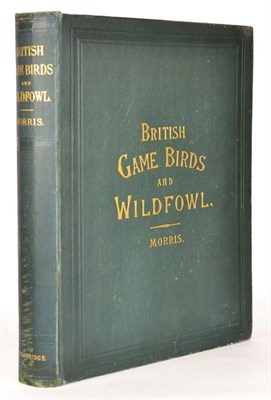 BRITISH
GAME BIRDS
AND
WILDFOWL.
MORRIS.
BRITISH
GAME BIRDS
AND
WILDFOWL.
MORRIS.